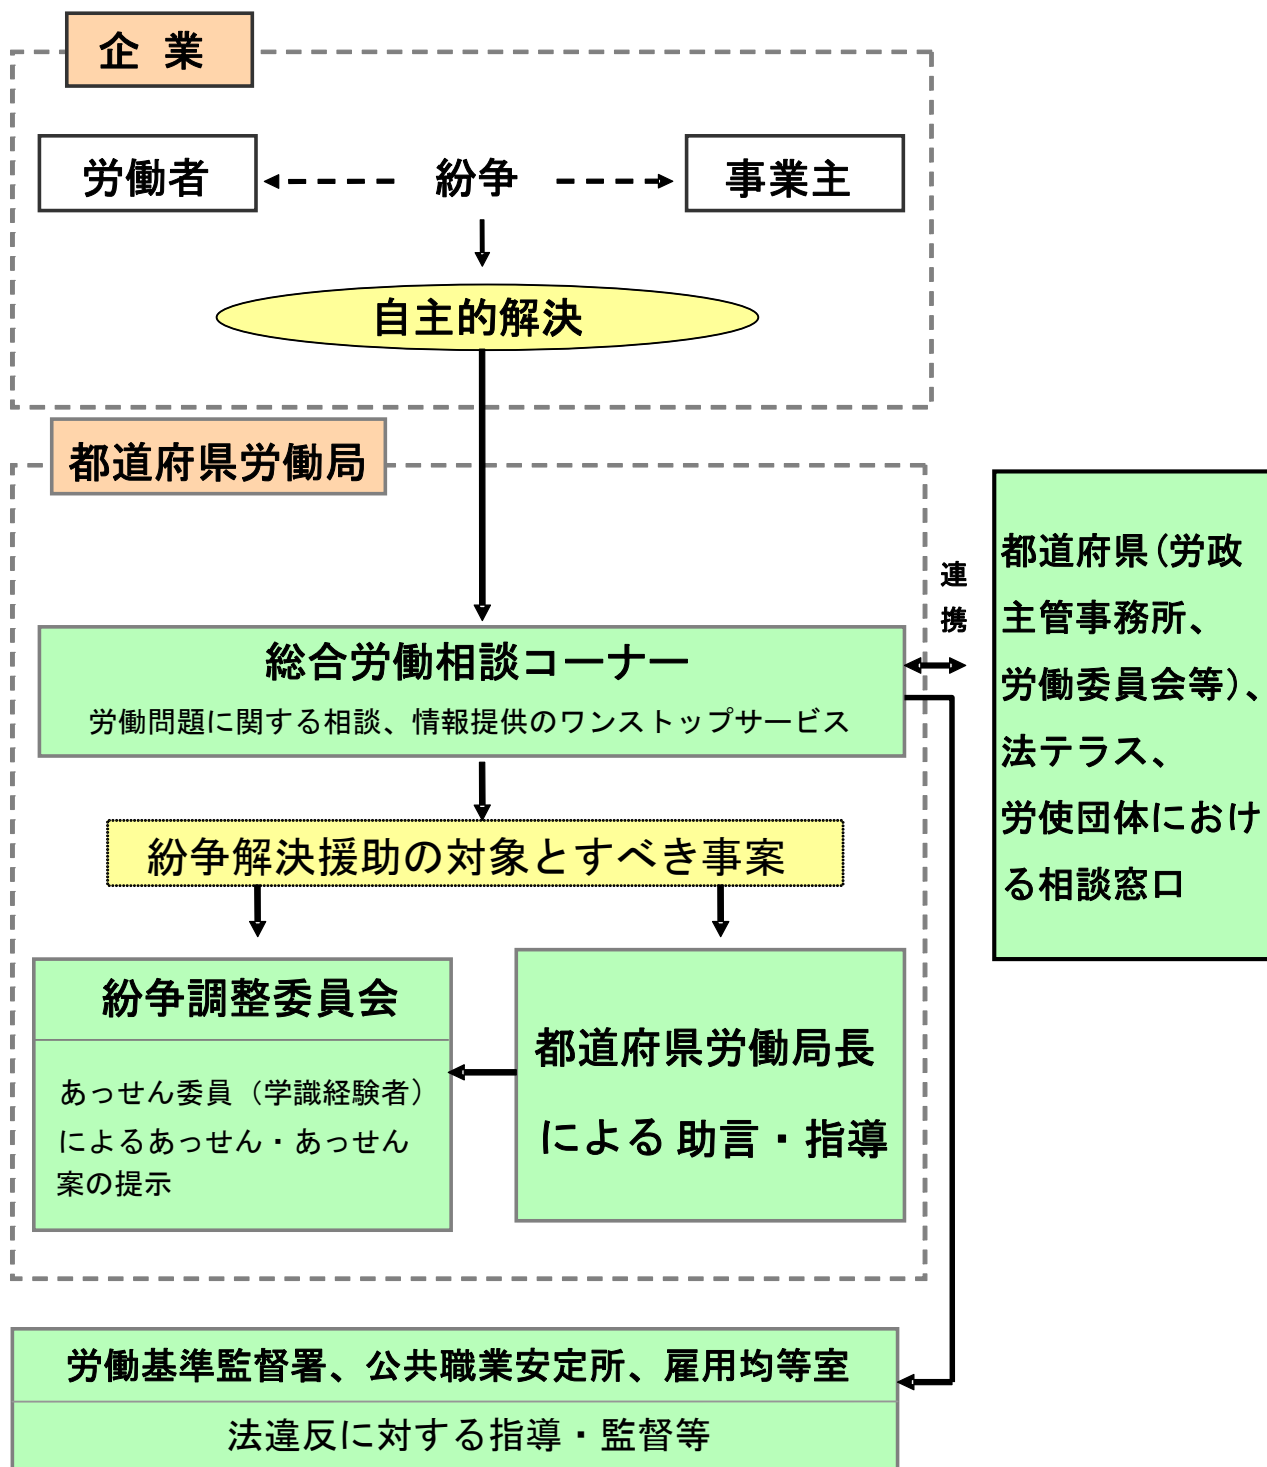 企 業
労働者
紛争
事業主
自主的解決
都道府県労働局
連
携
都道府県（労政
主管事務所、
労働委員会等）、
法テラス、
労使団体におけ
る相談窓口
総合労働相談コーナー
労働問題に関する相談、情報提供のワンストップサービス
紛争解決援助の対象とすべき事案
紛争調整委員会
あっせん委員（学識経験者）
によるあっせん・あっせん
案の提示
都道府県労働局長
による 助言・指導
労働基準監督署、公共職業安定所、雇用均等室
法違反に対する指導・監督等